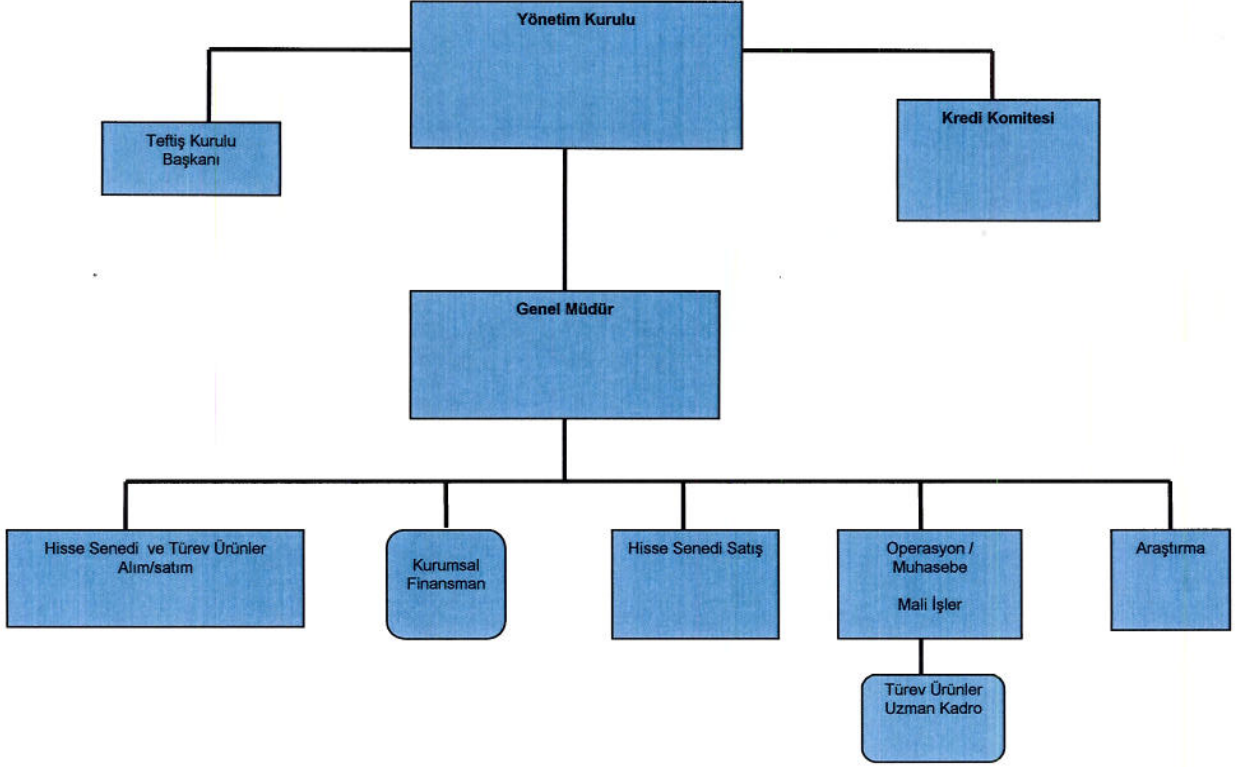 Yönetim Kurulu
Teftiş Kurulu
Başkanı
Kredi Komitesi
Genel Müdür
Hisse Senedi ve Türev Ürünler
Alım/satım
Kurumsal
Finansman
Hisse Senedi Satış
Operasyon /
Muhasebe
Mali İşler
Araştırma
Türev Ürünler
Uzman Kadro